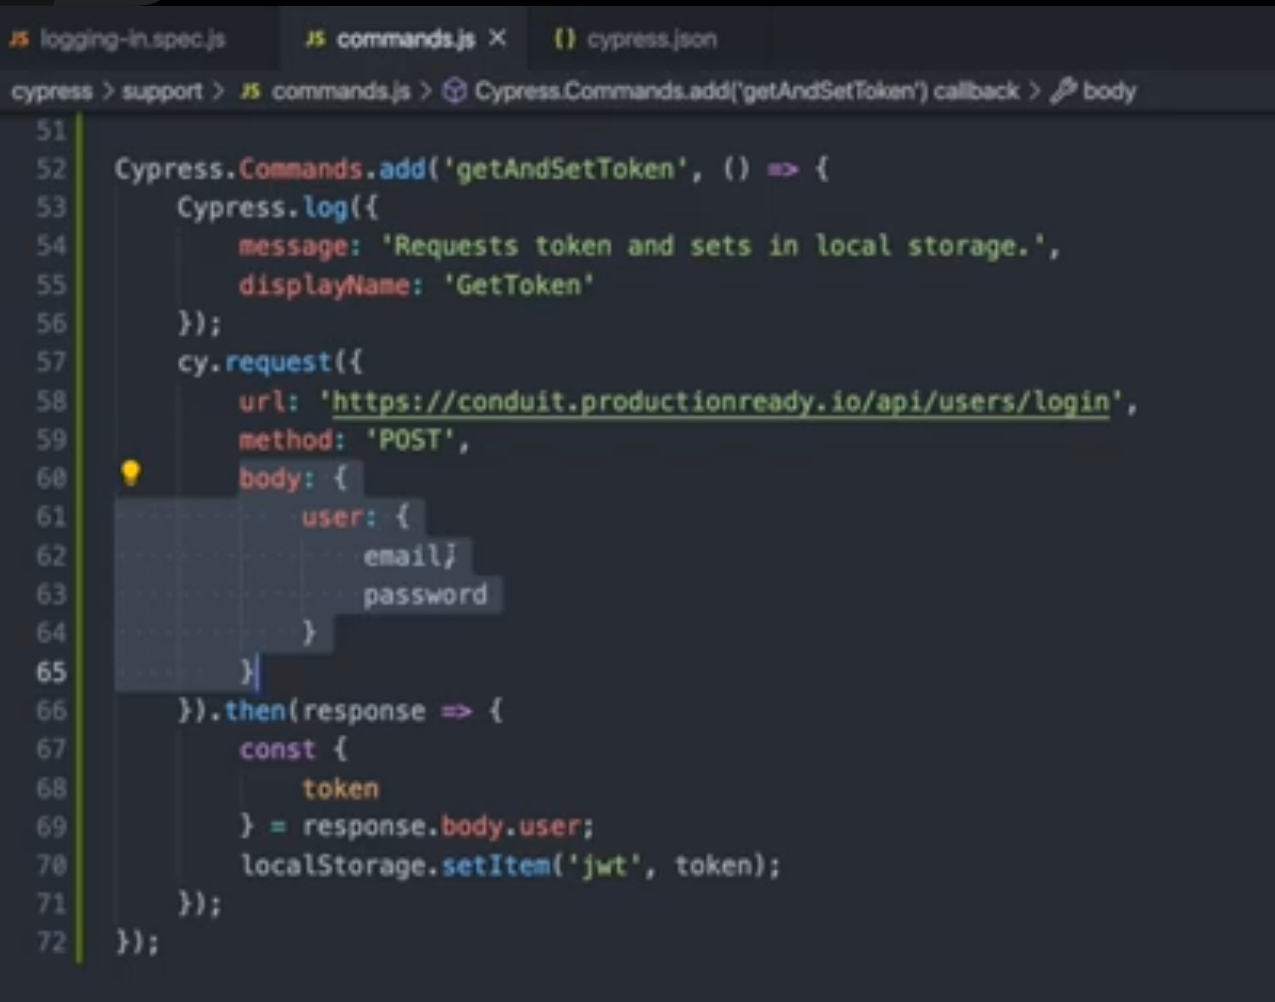 JS logging-in.spec.js JS commands.js × {} cypress.json
cypress > support > JS commands.js > Cypress.Commands.add('getAndSetToken') callback > body
51
52 Cypress.Commands.add('getAndSetToken', () => {
53 Cypress.log({
54 message: 'Requests token and sets in local storage.',
55 displayName: 'GetToken'
56 });
57 cy.request({
58 url: 'https://conduit.productionready.io/api/users/login',
59 method: 'POST',
60 body: {
61 user: {
62 email,
63 password
64 }
65 }
66 }).then(response => {
67 const {
68 token
69 } = response.body.user;
70 localStorage.setItem('jwt', token);
71 });
72 });